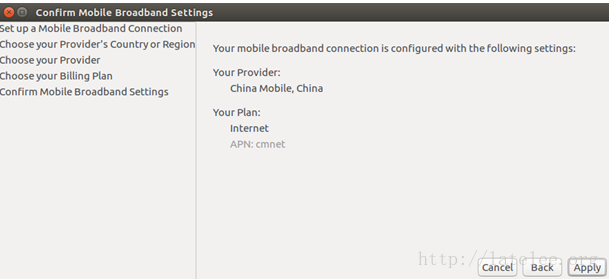 Confirm Mobile Broadband Settings
Set up a Mobile Broadband Connection
Choose your Provider's Country or Region
Choose your Provider
Choose your Billing Plan
Confirm Mobile Broadband Settings
Your mobile broadband connection is configured with the following settings:
Your Provider:
China Mobile, China
Your Plan:
Internet
APN: cmnet
http://latelee.org
Cancel Back Apply